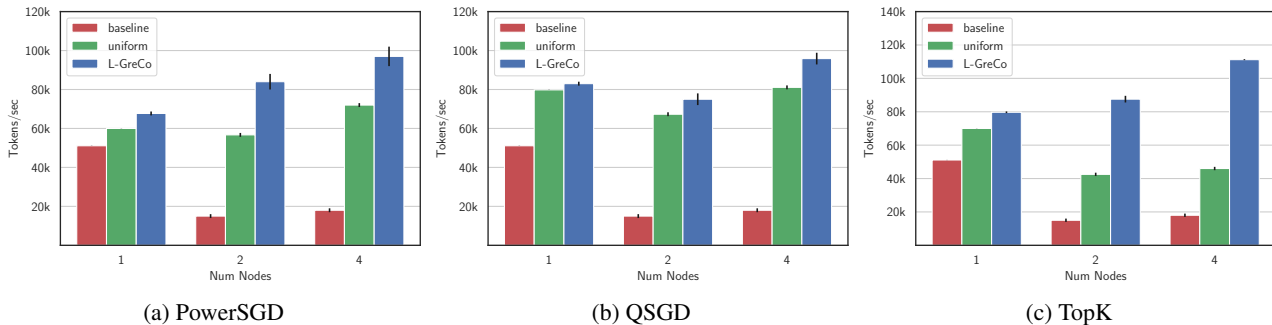 120k
100k
80k
60k
40k
20k
Tokens/sec
baseline
uniform
L-GreCo
1
2
4
Num Nodes
(a) PowerSGD
120k
100k
80k
60k
40k
20k
Tokens/sec
baseline
uniform
L-GreCo
1
2
4
Num Nodes
(b) QSGD
140k
120k
100k
80k
60k
40k
20k
Tokens/sec
baseline
uniform
L-GreCo
1
2
4
Num Nodes
(c) TopK